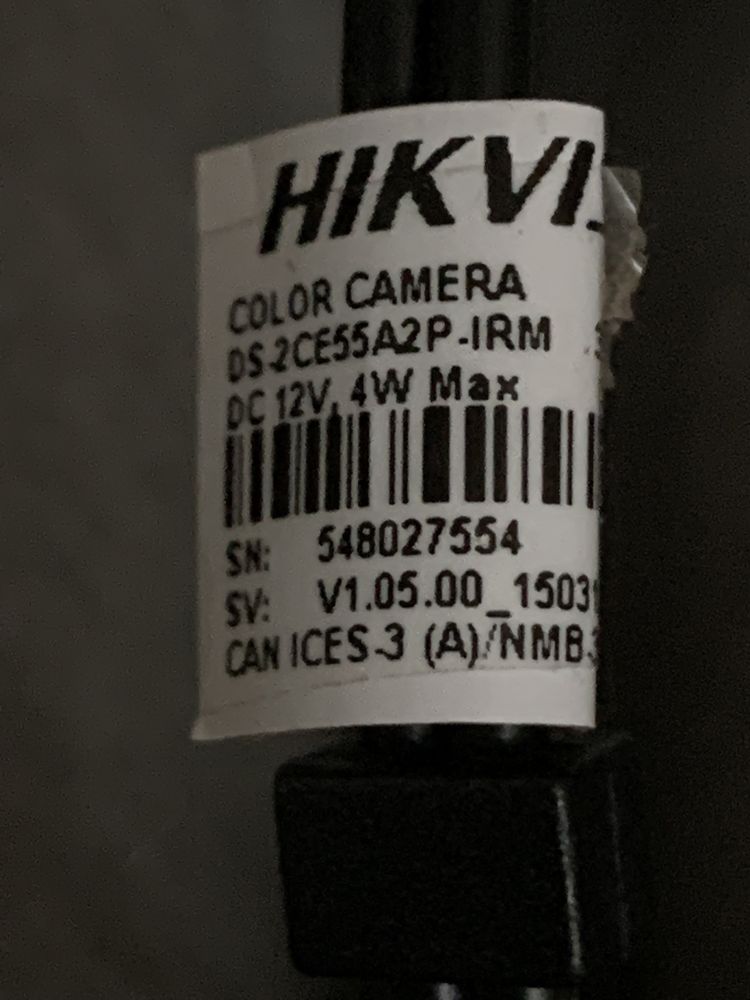 HIKVI
COLOR CAMERA
DS-2CE55A2P-IRM
DC 12V, 4W Max
SN: 548027554
SV: V1.05.00_1503
CAN ICES-3 (A)/NMB